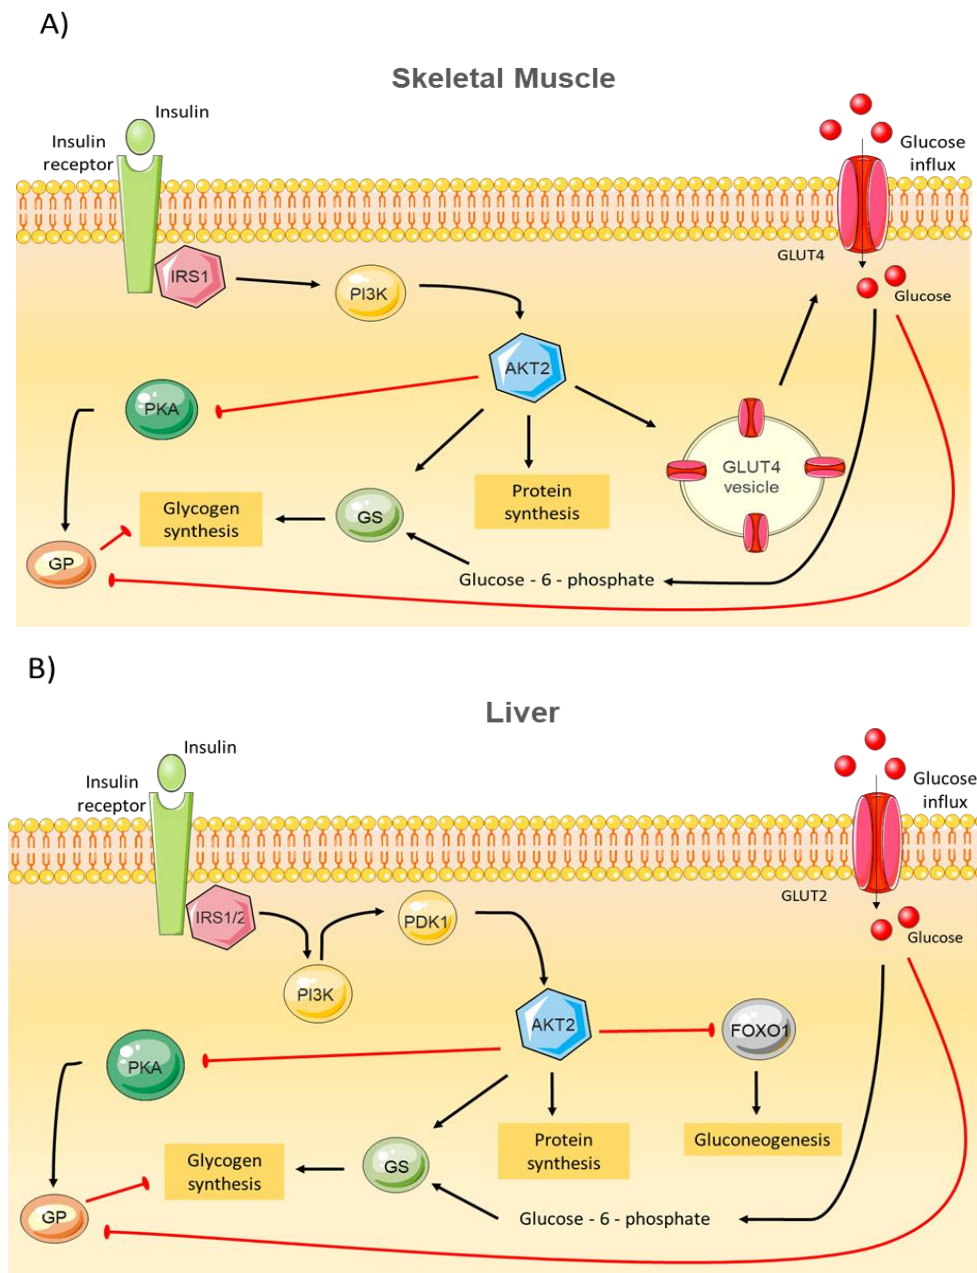 A)
Skeletal Muscle
Insulin
Insulin
receptor
Glucose
influx
GLUT4
IRS1
PI3K
Glucose
AKT2
PKA
GLUT4
vesicle
Protein
synthesis
Glycogen
synthesis
GS
GP
Glucose - 6 - phosphate
B)
Liver
Insulin
Insulin
receptor
Glucose
influx
GLUT2
IRS1/2
PDK1
Glucose
PI3K
AKT2
FOXO1
PKA
Protein
synthesis
Gluconeogenesis
Glycogen
synthesis
GS
GP
Glucose - 6 - phosphate